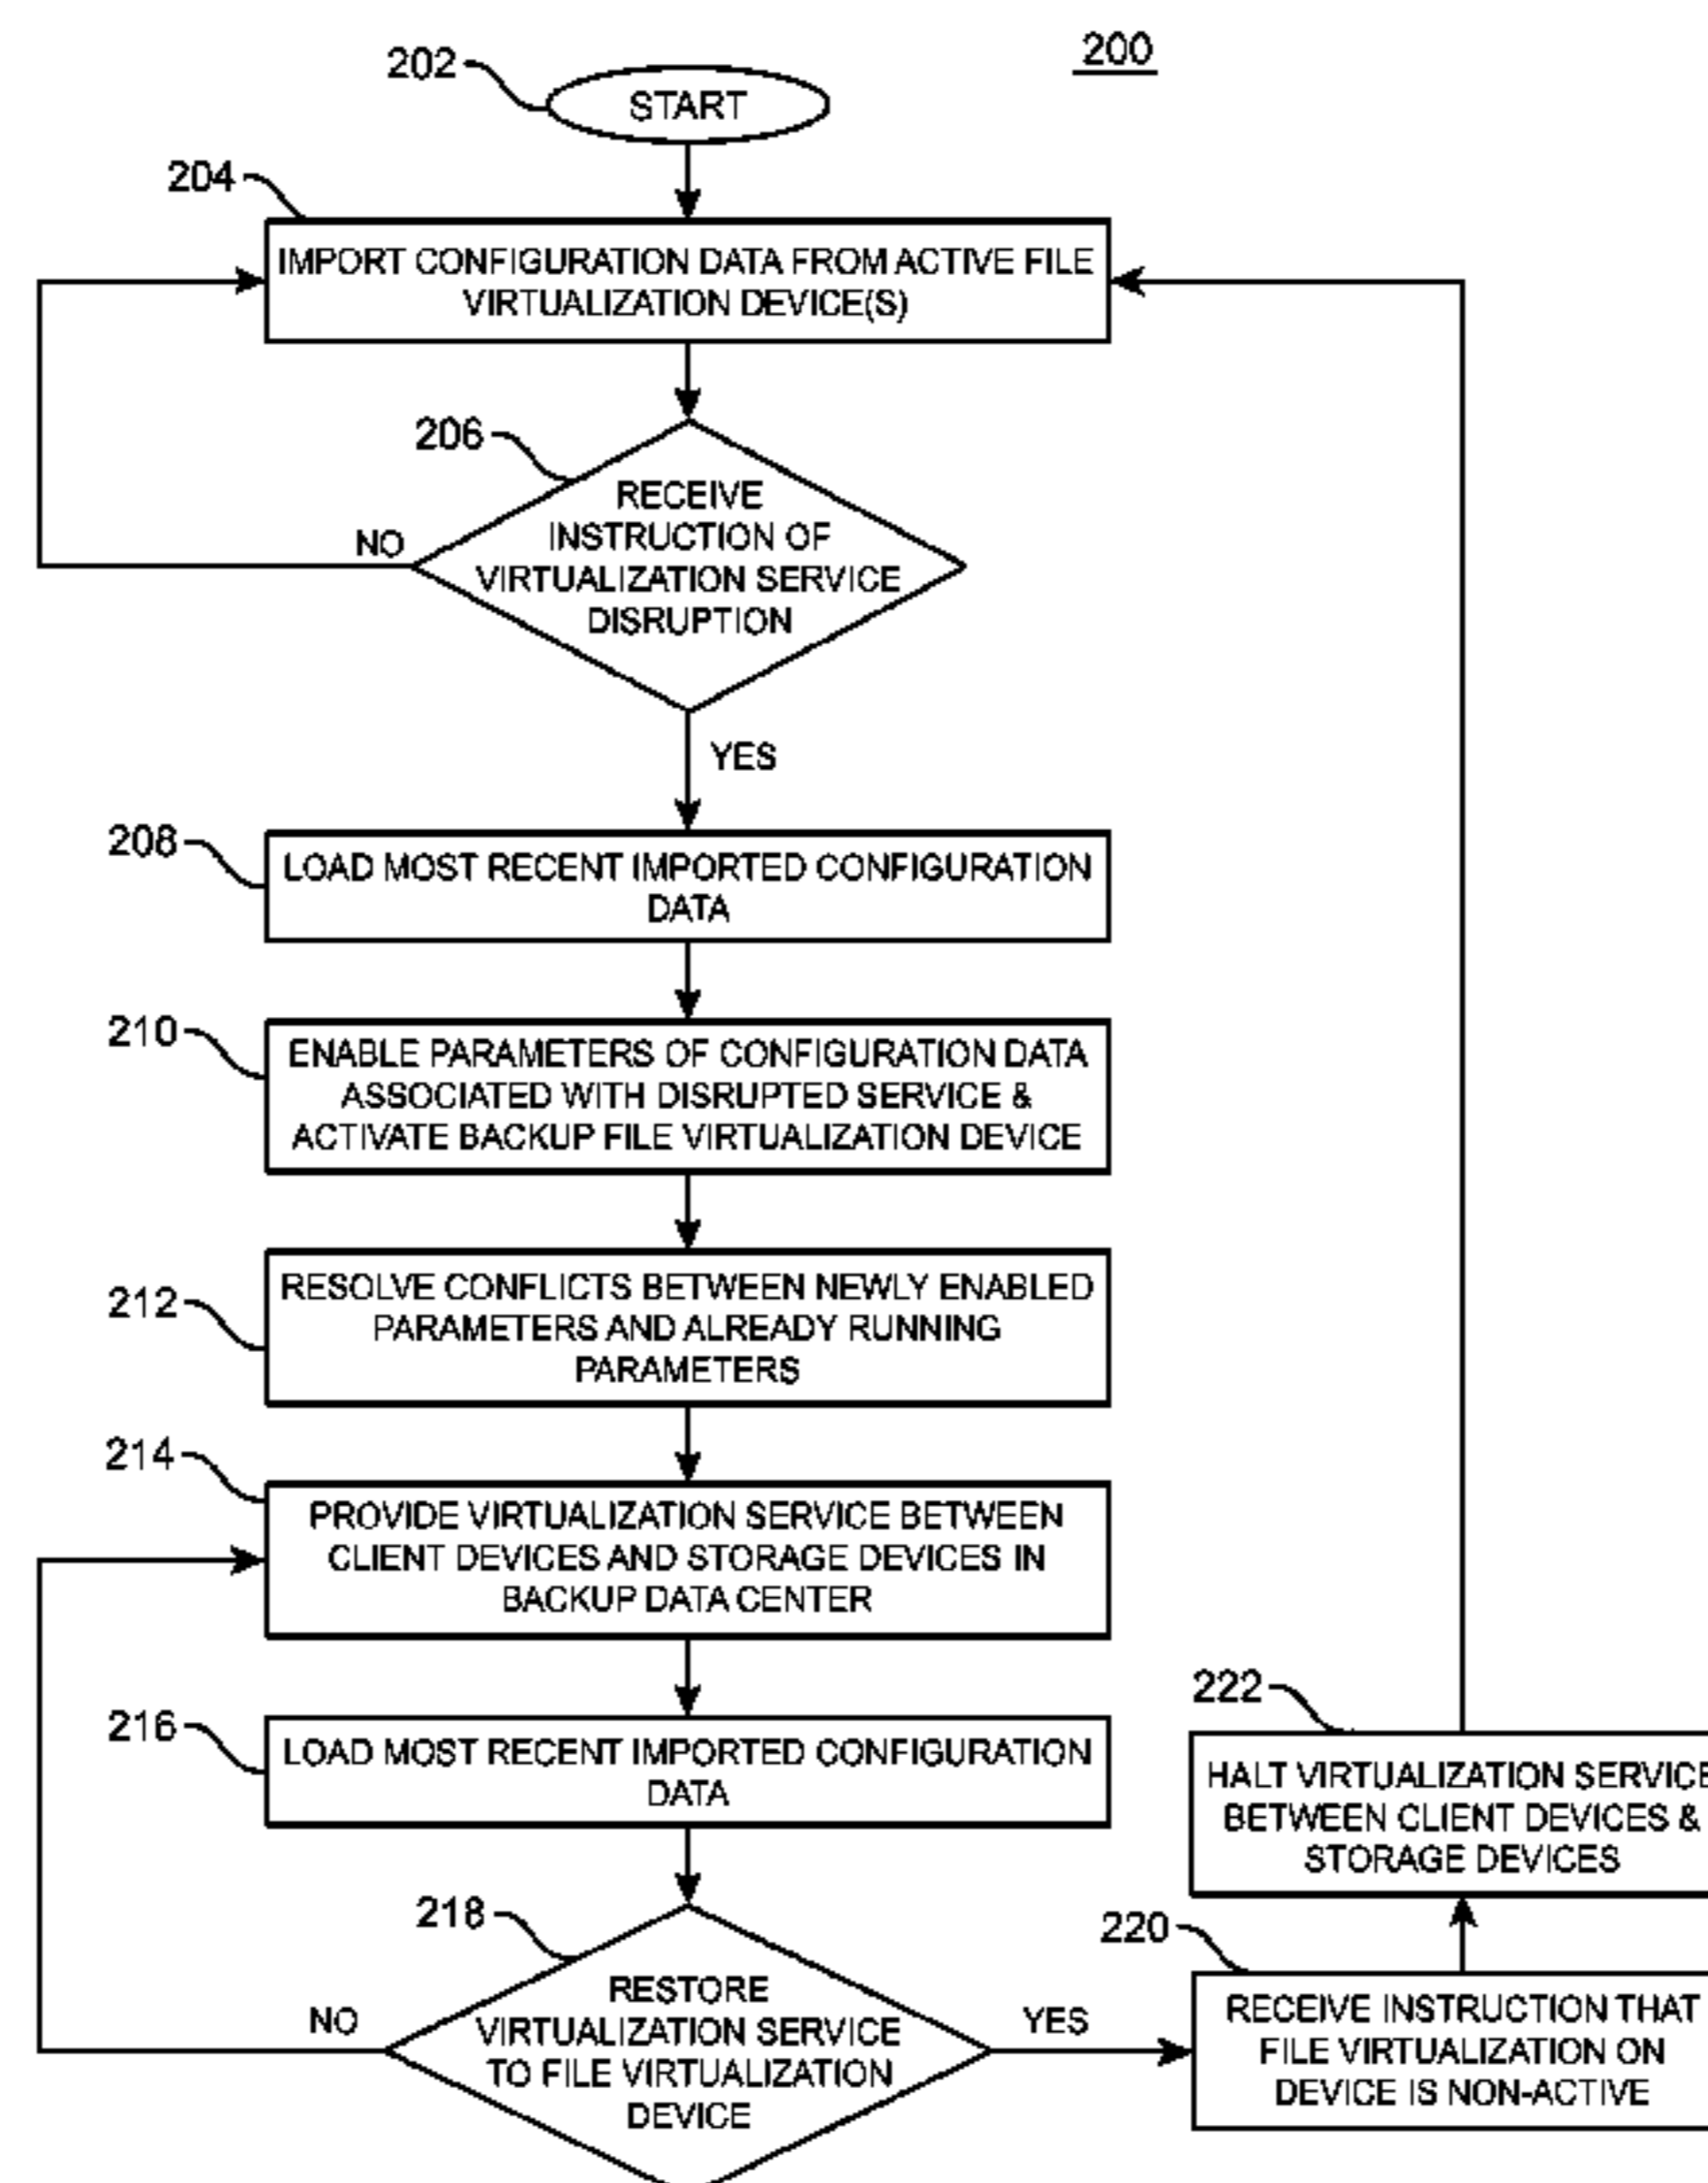 200
202
START
204
IMPORT CONFIGURATION DATA FROM ACTIVE FILE
VIRTUALIZATION DEVICE(S)
206
RECEIVE
INSTRUCTION OF
VIRTUALIZATION SERVICE
DISRUPTION
NO
YES
208
LOAD MOST RECENT IMPORTED CONFIGURATION
DATA
210
ENABLE PARAMETERS OF CONFIGURATION DATA
ASSOCIATED WITH DISRUPTED SERVICE &
ACTIVATE BACKUP FILE VIRTUALIZATION DEVICE
212
RESOLVE CONFLICTS BETWEEN NEWLY ENABLED
PARAMETERS AND ALREADY RUNNING
PARAMETERS
214
PROVIDE VIRTUALIZATION SERVICE BETWEEN
CLIENT DEVICES AND STORAGE DEVICES IN
BACKUP DATA CENTER
216
LOAD MOST RECENT IMPORTED CONFIGURATION
DATA
218
RESTORE
VIRTUALIZATION SERVICE
TO FILE VIRTUALIZATION
DEVICE
NO
YES
220
RECEIVE INSTRUCTION THAT
FILE VIRTUALIZATION ON
DEVICE IS NON-ACTIVE
222
HALT VIRTUALIZATION SERVICE
BETWEEN CLIENT DEVICES &
STORAGE DEVICES